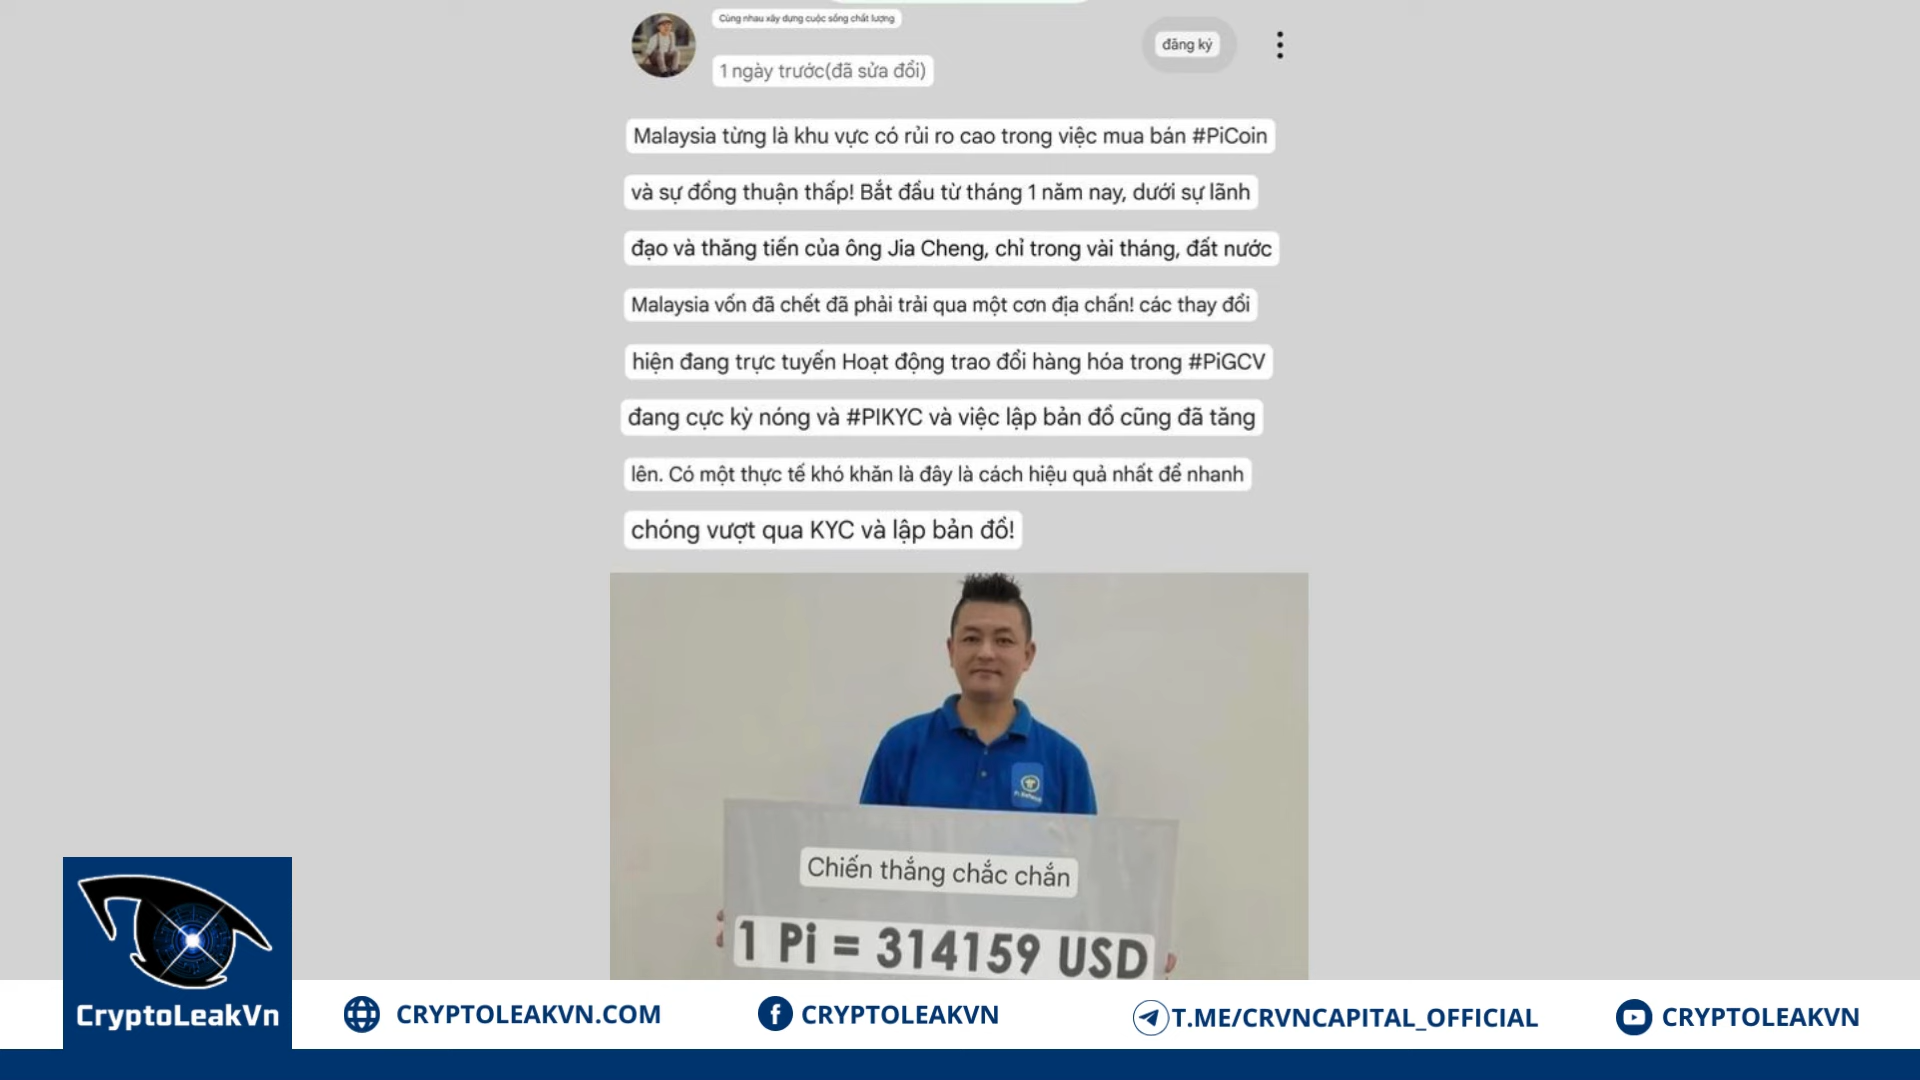 Cùng nhau xây dựng cuộc sống chất lượng
đăng ký
1 ngày trước(đã sửa đổi)
Malaysia từng là khu vực có rủi ro cao trong việc mua bán #PiCoin
và sự đồng thuận thấp! Bắt đầu từ tháng 1 năm nay, dưới sự lãnh
đạo và thăng tiến của ông Jia Cheng, chỉ trong vài tháng, đất nước
Malaysia vốn đã chết đã phải trải qua một cơn địa chấn! các thay đổi
hiện đang trực tuyến Hoạt động trao đổi hàng hóa trong #PiGCV
đang cực kỳ nóng và #PIKYC và việc lập bản đồ cũng đã tăng
lên. Có một thực tế khó khăn là đây là cách hiệu quả nhất để nhanh
chóng vượt qua KYC và lập bản đồ!
Chiến thắng chắc chắn
1 Pi = 314159 USD
CryptoLeakVn
CRYPTOLEAKVN.COM
CRYPTOLEAKVN
T.ME/CRVNCAPITAL_OFFICIAL
CRYPTOLEAKVN